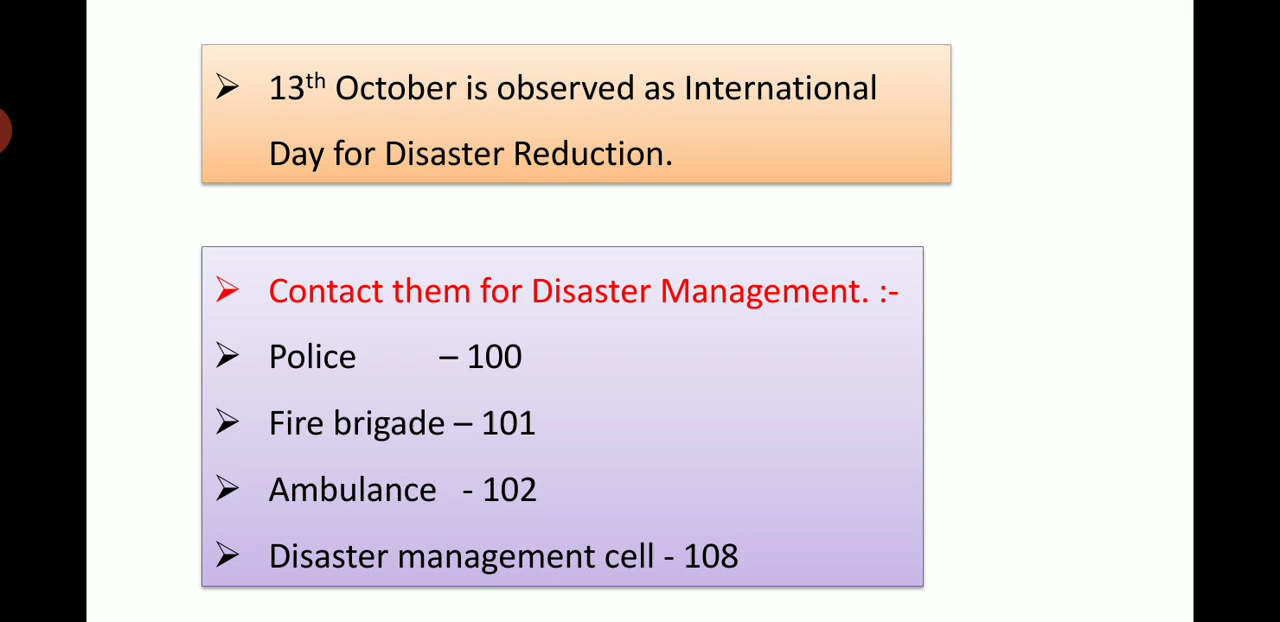 ➢ 13th October is observed as International
Day for Disaster Reduction.
➢ Contact them for Disaster Management. :-
➢ Police – 100
➢ Fire brigade – 101
➢ Ambulance - 102
➢ Disaster management cell - 108